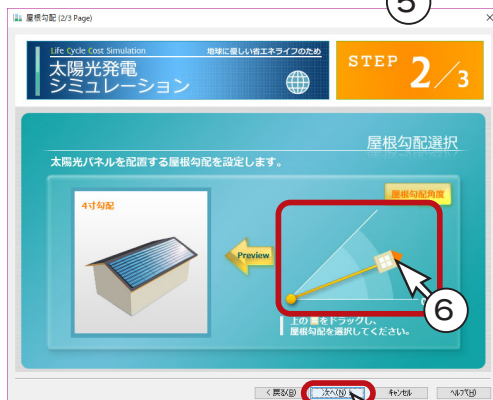 ⑤
屋根勾配 (2/3 Page)
Life Cycle Cost Simulation 地球に優しい省エネライフのため
太陽光発電
シミュレーション
STEP 2/3
屋根勾配選択
太陽光パネルを配置する屋根勾配を設定します。
4寸勾配
屋根勾配角度
Preview
⑥
上の■をドラッグし、
屋根勾配を選択してください。
< 戻る(B) 次へ(N) > キャンセル ヘルプ(H)